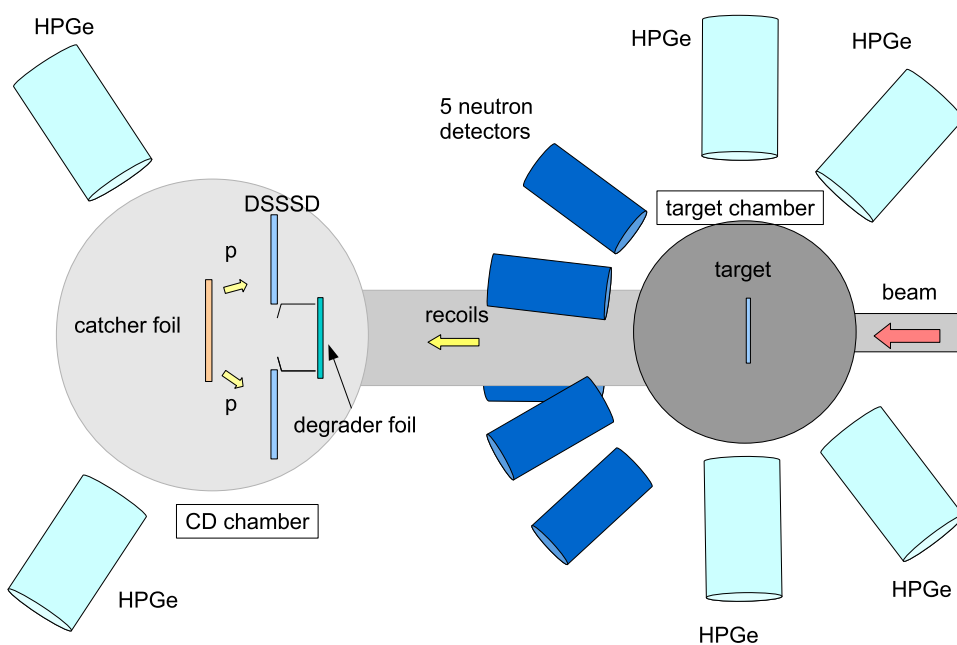 HPGe
HPGe
HPGe
5 neutron
detectors
DSSSD
target chamber
p
target
beam
catcher foil
recoils
p
degrader foil
CD chamber
HPGe
HPGe
HPGe